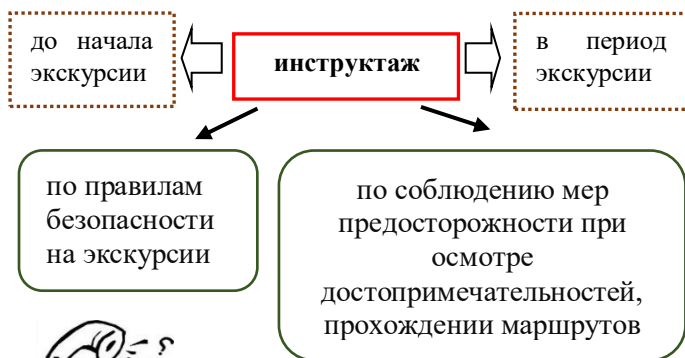 до начала
экскурсии
инструктаж
в период
экскурсии
по правилам
безопасности
на экскурсии
по соблюдению мер
предосторожности при
осмотре
достопримечательностей,
прохождении маршрутов
?